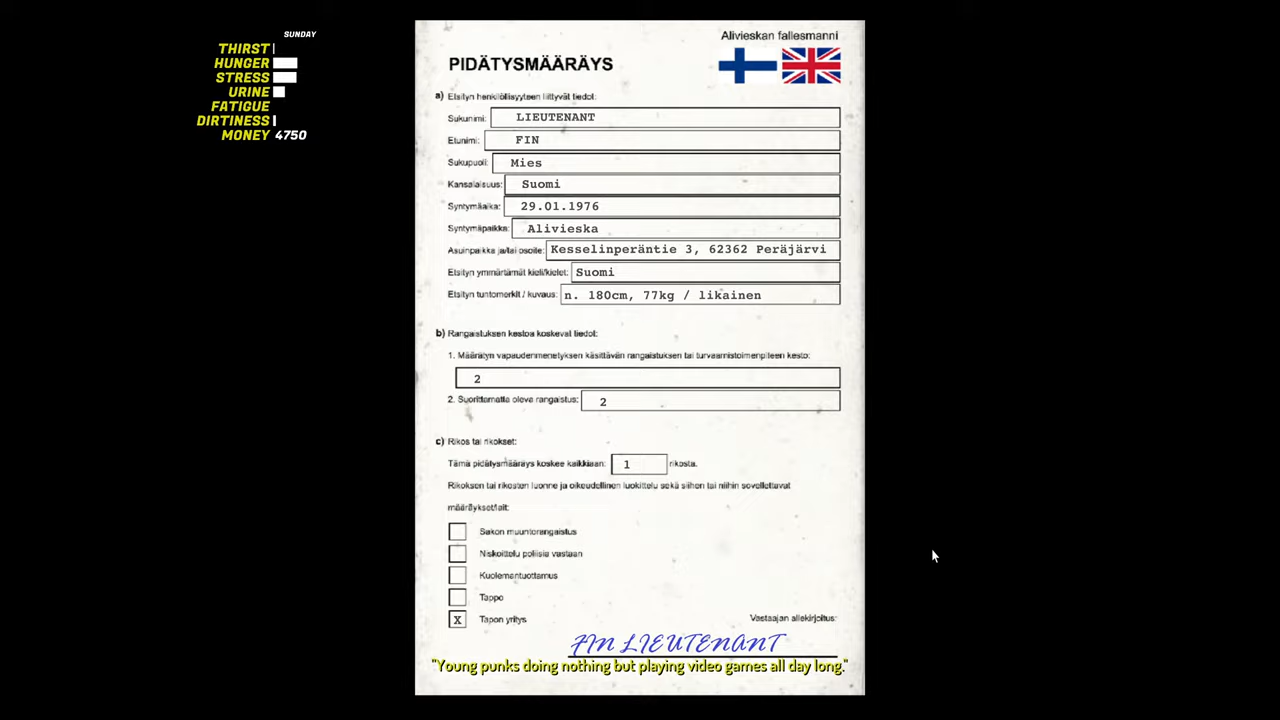 SUNDAY
THIRST
HUNGER
STRESS
URINE
FATIGUE
DIRTINESS
MONEY 4750
Alivieskan fallesmanni
PIDÄTYSMÄÄRÄYS
a) Etsityn henkilöllisyyteen liittyvät tiedot:
Sukunimi: LIEUTENANT
Etunimi: FIN
Sukupuoli: Mies
Kansalaisuus: Suomi
Syntymäaika: 29.01.1976
Syntymäpaikka: Alivieska
Asuinpaikka ja/tai osoite: Kesselinperäntie 3, 62362 Peräjärvi
Etsityn ymmärtämät kieli/kielet: Suomi
Etsityn tuntomerkit / kuvaus: n. 180cm, 77kg / likainen
b) Rangaistuksen kestoa koskevat tiedot:
1. Määrätyn vapaudenmenetyksen käsittävän rangaistuksen tai turvaamistoimenpiteen kesto:
2
2. Suorittamatta oleva rangaistus: 2
c) Rikos tai rikokset:
Tämä pidätysmääräys koskee kaikkiaan: 1 rikosta.
Rikoksen tai rikosten luonne ja oikeudellinen luokittelu sekä siihen tai niihin sovellettavat
määräykset/lait:
Sakon muuntorangaistus
Niskoittelu poliisia vastaan
Kuolemantuottamus
Tappo
X Tapon yritys
Vastaajan allekirjoitus:
FIN LIEUTENANT
"Young punks doing nothing but playing video games all day long."